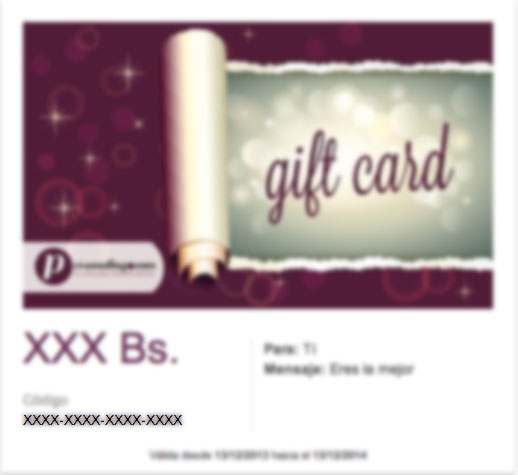 gift card
XXX Bs.
Para: Ti
Mensaje: Eres la mejor
Código
XXXX-XXXX-XXXX-XXXX
Válida desde 13/12/2013 hasta el 13/12/2014